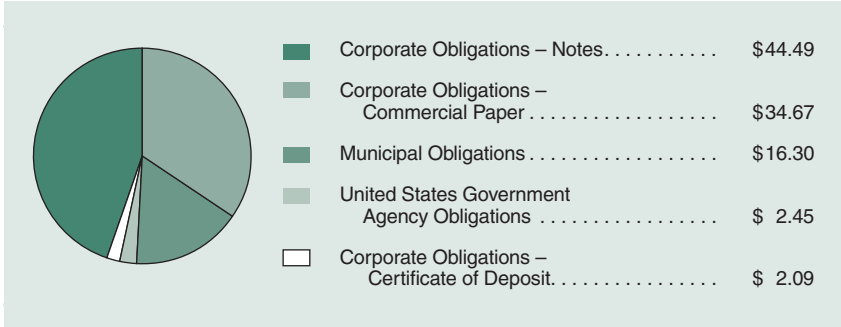 Corporate Obligations – Notes. . . . . . . . . . . $44.49
Corporate Obligations –
Commercial Paper . . . . . . . . . . . . . . . . . . $34.67
Municipal Obligations . . . . . . . . . . . . . . . . . . $16.30
United States Government
Agency Obligations . . . . . . . . . . . . . . . . . $ 2.45
Corporate Obligations –
Certificate of Deposit. . . . . . . . . . . . . . . . $ 2.09